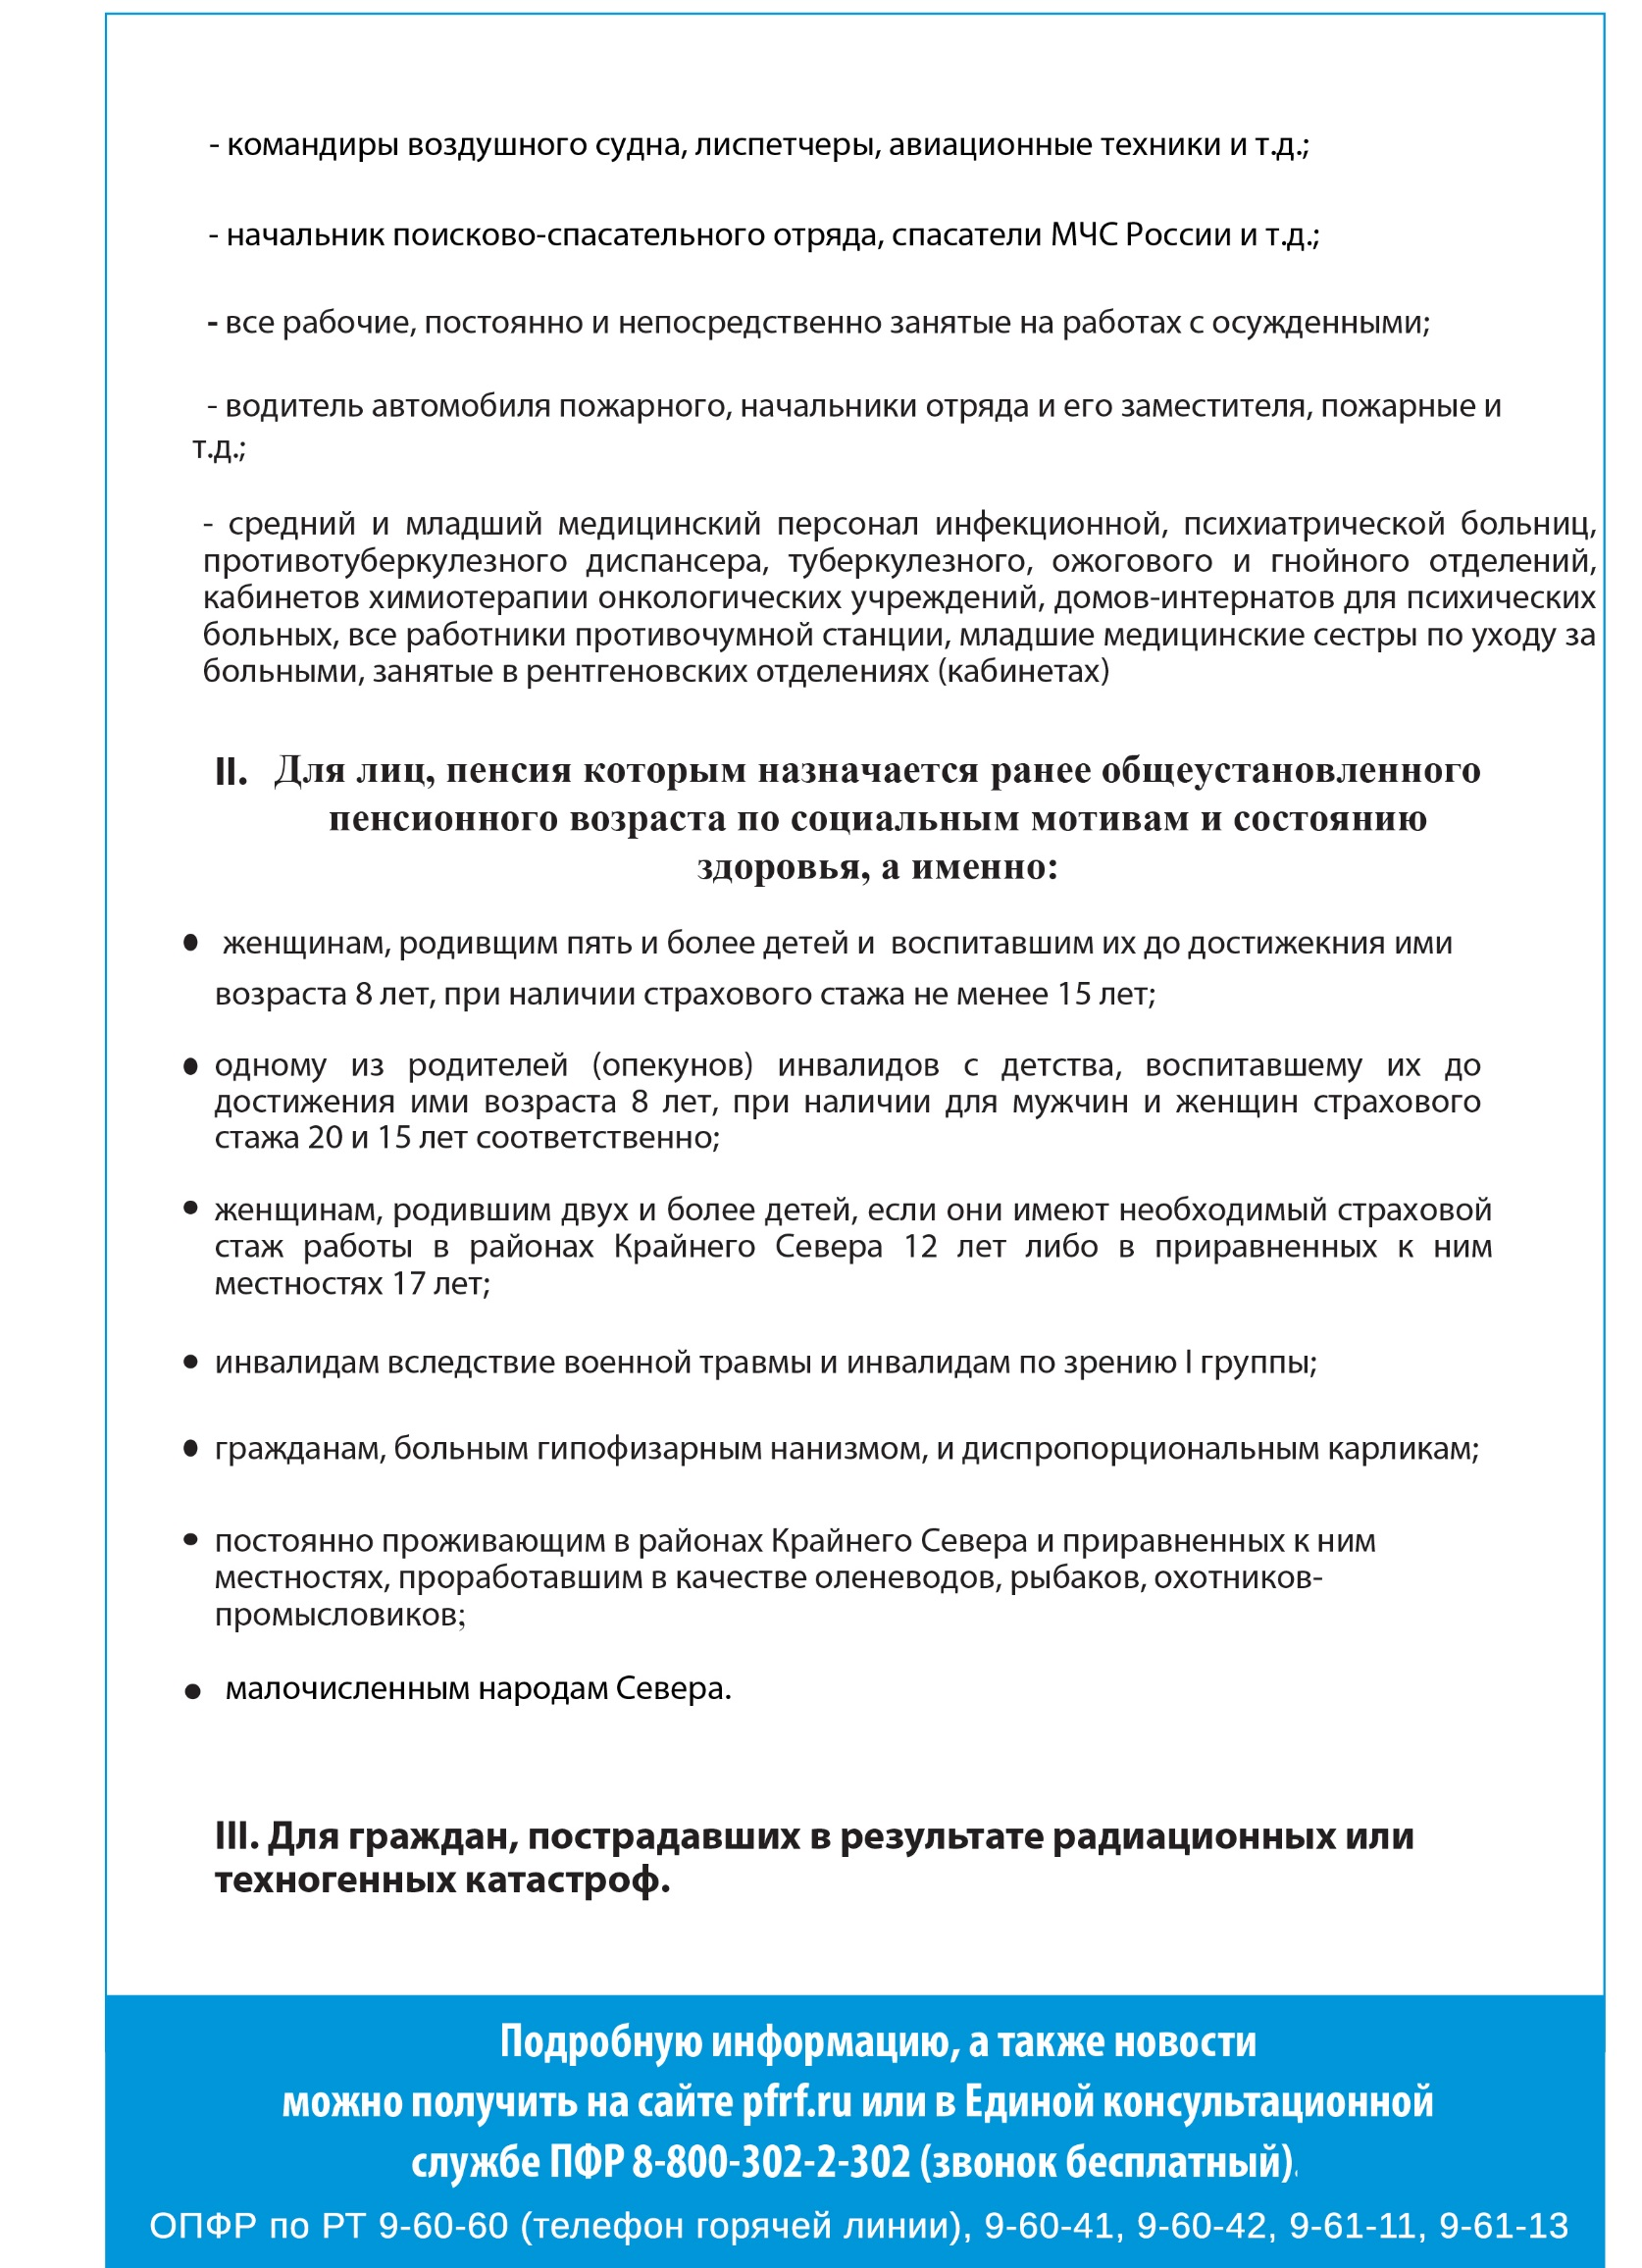 - командиры воздушного судна, лиспетчеры, авиационные техники и т.д.;
- начальник поисково-спасательного отряда, спасатели МЧС России и т.д.;
- все рабочие, постоянно и непосредственно занятые на работах с осужденными;
- водитель автомобиля пожарного, начальники отряда и его заместителя, пожарные и
т.д.;
- средний и младший медицинский персонал инфекционной, психиатрической больниц,
противотуберкулезного диспансера, туберкулезного, ожогового и гнойного отделений,
кабинетов химиотерапии онкологических учреждений, домов-интернатов для психических
больных, все работники противочумной станции, младшие медицинские сестры по уходу за
больными, занятые в рентгеновских отделениях (кабинетах)
II. Для лиц, пенсия которым назначается ранее общеустановленного
пенсионного возраста по социальным мотивам и состоянию
здоровья, а именно:
● женщинам, родивщим пять и более детей и воспитавшим их до достижекния ими
возраста 8 лет, при наличии страхового стажа не менее 15 лет;
● одному из родителей (опекунов) инвалидов с детства, воспитавшему их до
достижения ими возраста 8 лет, при наличии для мужчин и женщин страхового
стажа 20 и 15 лет соответственно;
● женщинам, родившим двух и более детей, если они имеют необходимый страховой
стаж работы в районах Крайнего Севера 12 лет либо в приравненных к ним
местностях 17 лет;
● инвалидам вследствие военной травмы и инвалидам по зрению I группы;
● гражданам, больным гипофизарным нанизмом, и диспропорциональным карликам;
● постоянно проживающим в районах Крайнего Севера и приравненных к ним
местностях, проработавшим в качестве оленеводов, рыбаков, охотников-
промысловиков;
● малочисленным народам Севера.
III. Для граждан, пострадавших в результате радиационных или
техногенных катастроф.
Подробную информацию, а также новости
можно получить на сайте pfrf.ru или в Единой консультационной
службе ПФР 8-800-302-2-302 (звонок бесплатный).
ОПФР по РТ 9-60-60 (телефон горячей линии), 9-60-41, 9-60-42, 9-61-11, 9-61-13